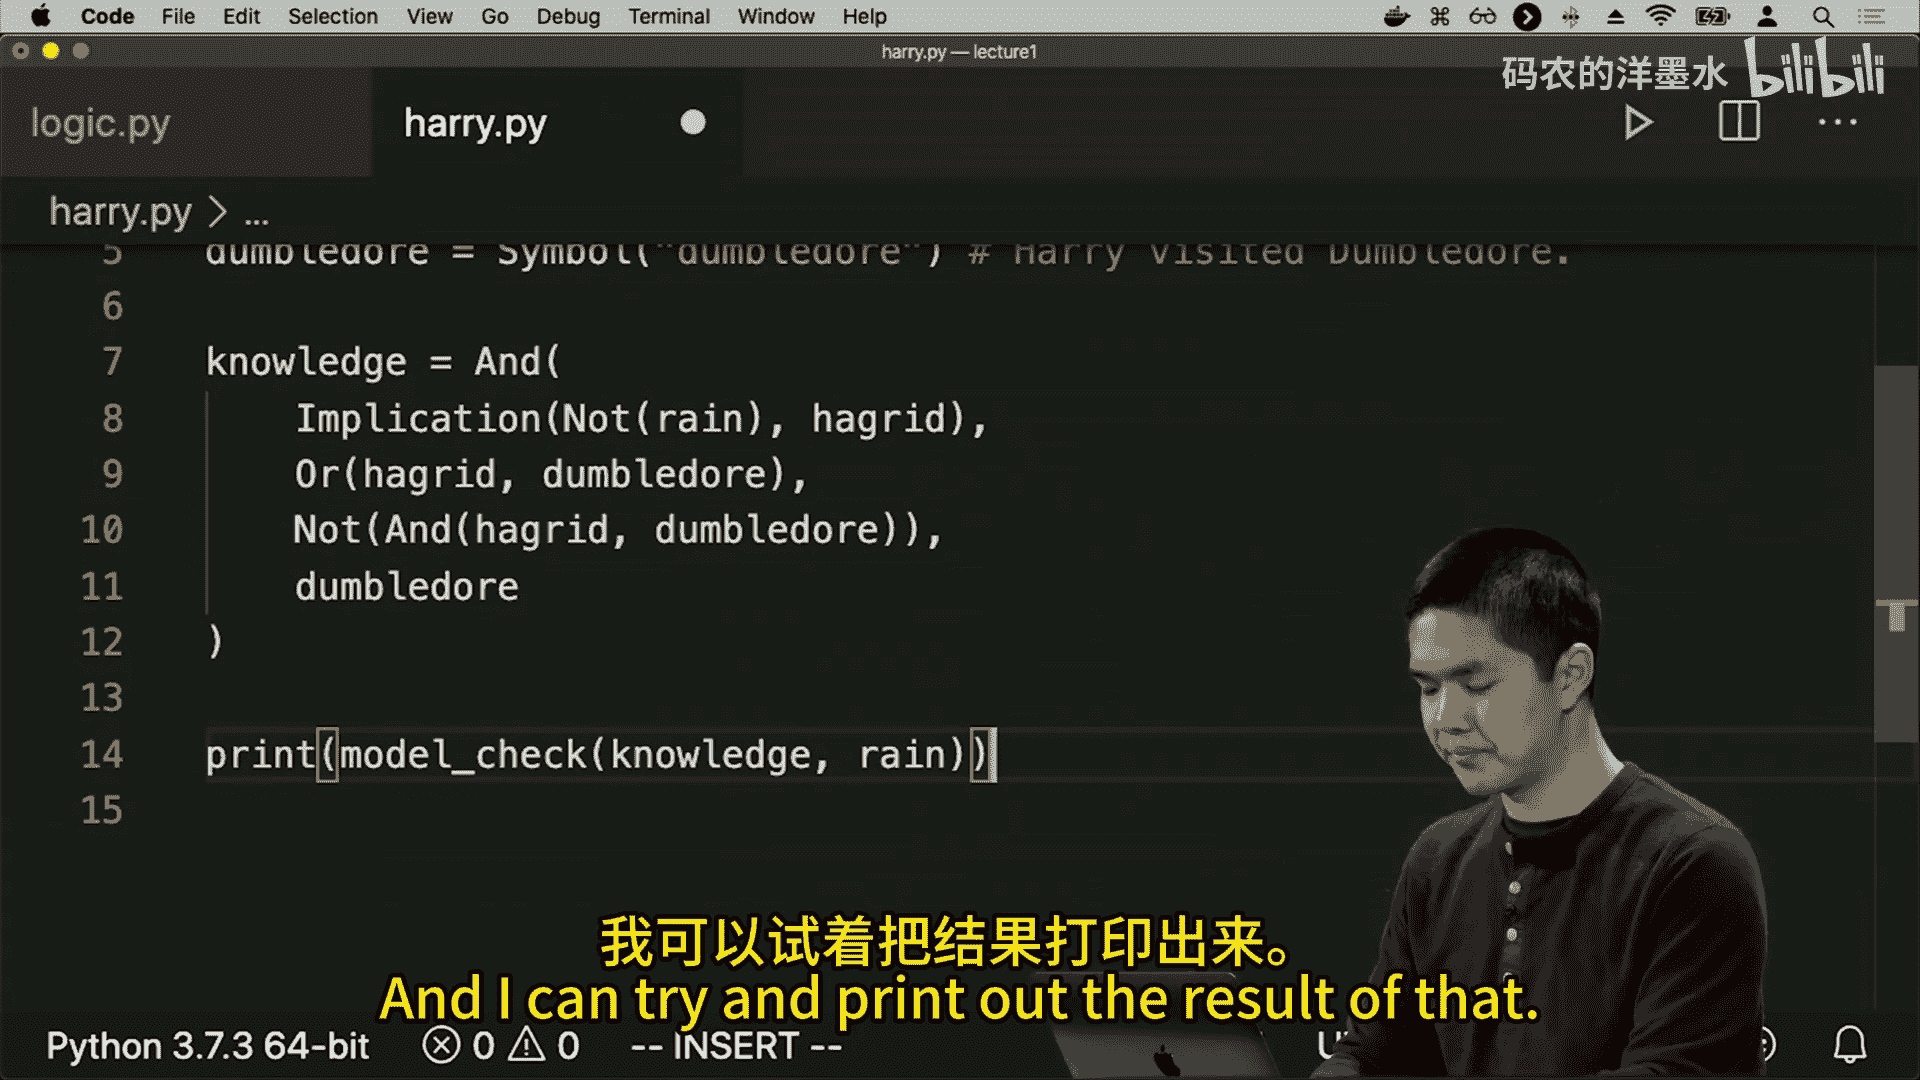 Code File Edit Selection View Go Debug Terminal Window Help
harry.py — lecture1
码农的洋墨水 bilibili
logic.py harry.py
harry.py > ...
5 dumbledore = Symbol("dumbledore") # Harry visited Dumbledore.
6
7 knowledge = And(
8 Implication(Not(rain), hagrid),
9 Or(hagrid, dumbledore),
10 Not(And(hagrid, dumbledore)),
11 dumbledore
12 )
13
14 print(model_check(knowledge, rain))
15
我可以试着把结果打印出来。
And I can try and print out the result of that.
Python 3.7.3 64-bit 0 0 -- INSERT --